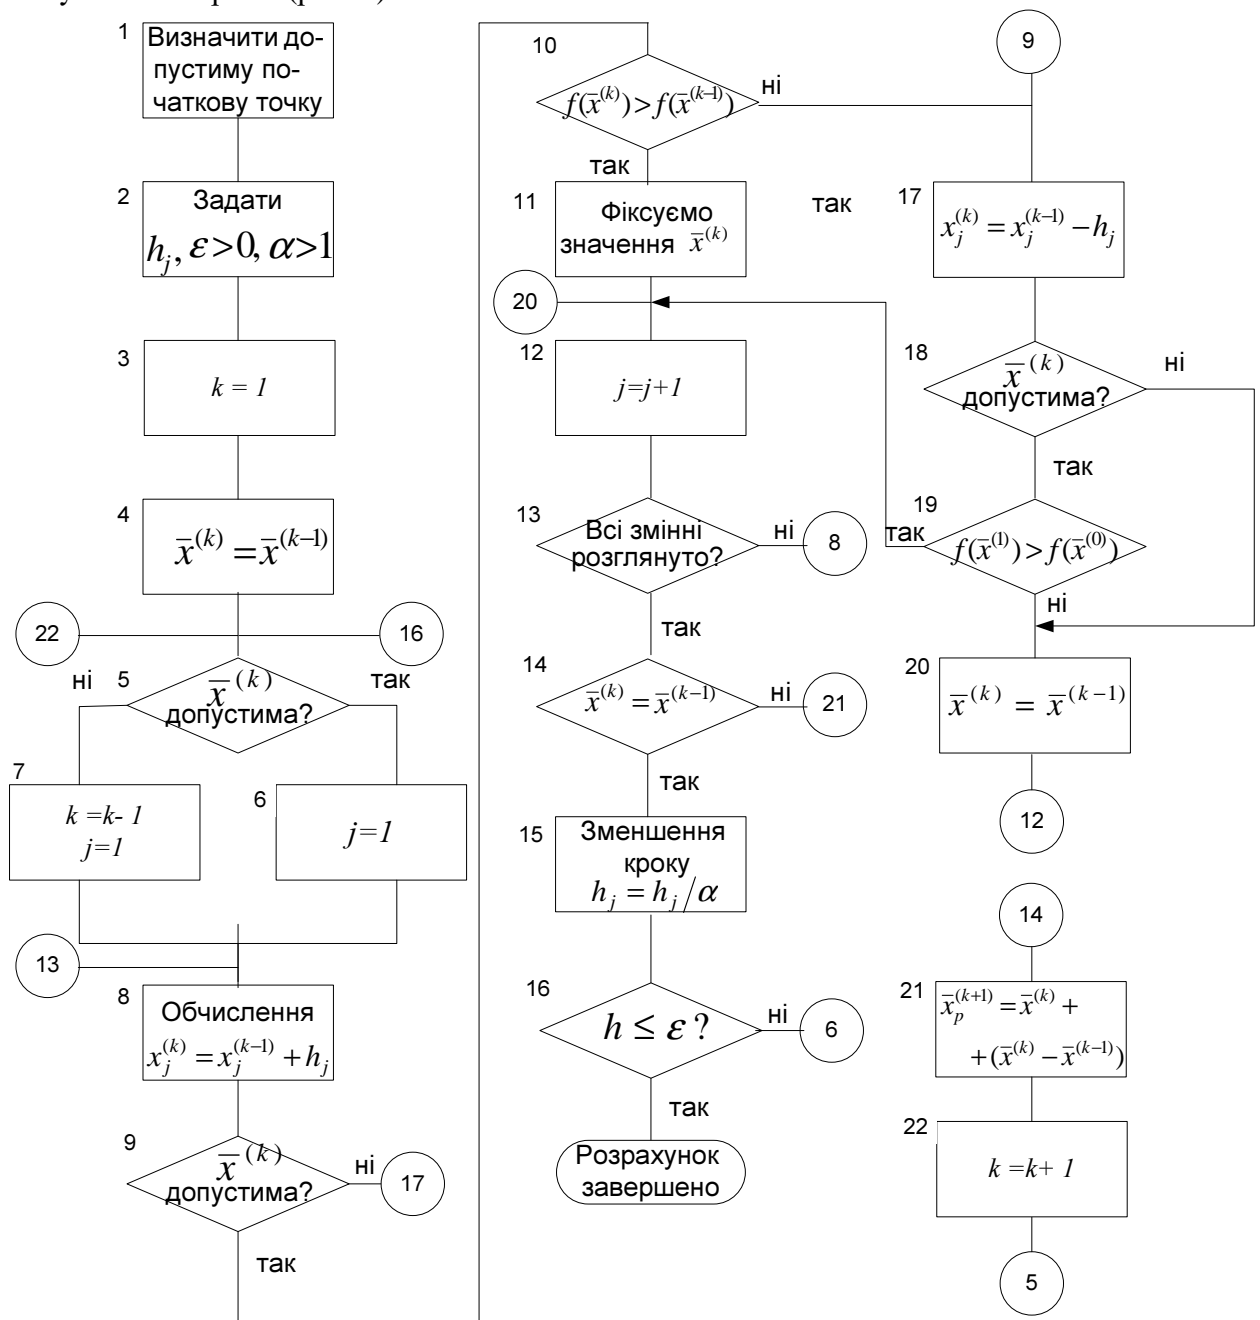 1
Визначити до-
пустиму по-
чаткову точку
2
Задати
h_j, ε>0, α>1
3
k = 1
4
x̅^(k) = x̅^(k−1)
22
16
ні
5
так
x̅^(k)
допустима?
7
k =k- 1
j=1
6
j=1
13
8
Обчислення
x_j^(k) = x_j^(k−1) + h_j
9
x̅^(k)
допустима?
ні
17
так
10
f(x̅^(k)) > f(x̅^(k−1))
ні
так
11
Фіксуємо
значення x̅^(k)
20
12
j=j+1
13
Всі змінні
розглянуто?
ні
8
так
14
x̅^(k) = x̅^(k−1)
ні
21
так
15
Зменшення
кроку
h_j = h_j/α
16
h ≤ ε ?
ні
6
так
Розрахунок
завершено
9
так
17
x_j^(k) = x_j^(k−1) − h_j
18
x̅^(k)
допустима?
ні
так
19
так
f(x̅^(1)) > f(x̅^(0))
ні
20
x̅^(k) = x̅^(k−1)
12
14
21
x̅_p^(k+1) = x̅^(k) +
+ (x̅^(k) − x̅^(k−1))
22
k =k+ 1
5